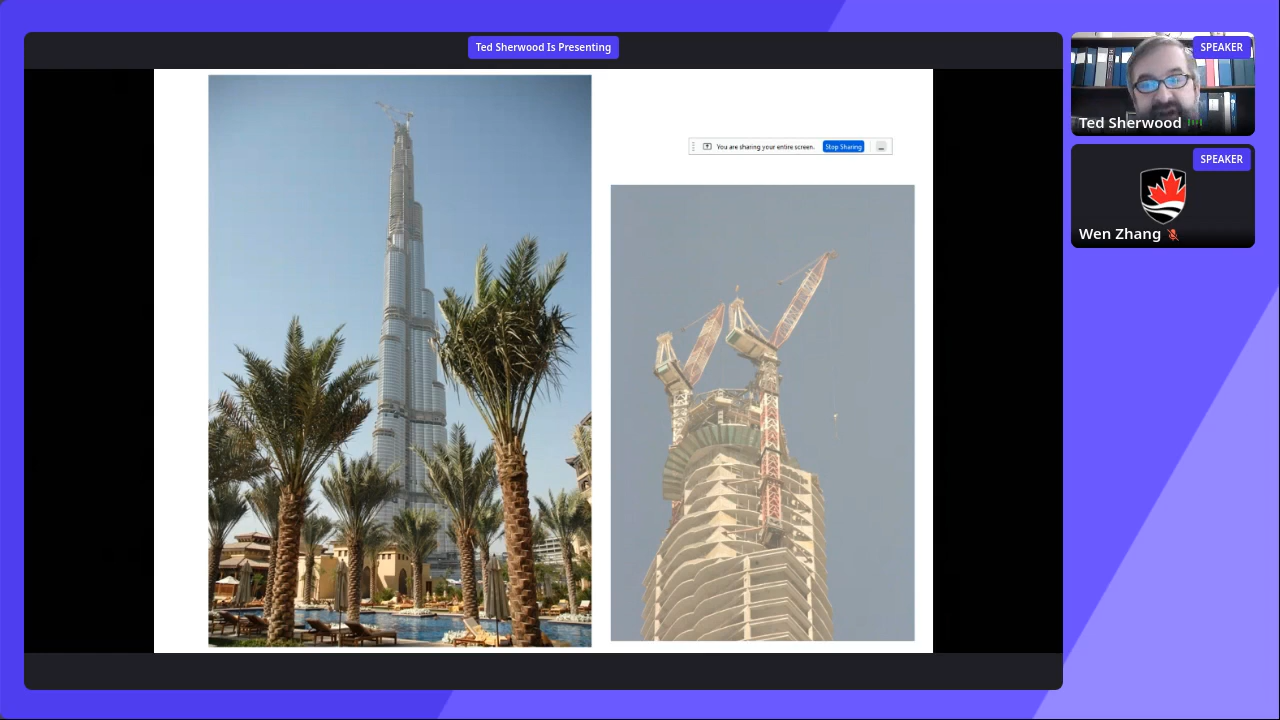 Ted Sherwood Is Presenting
SPEAKER
Ted Sherwood
You are sharing your entire screen.
Stop Sharing
SPEAKER
Wen Zhang